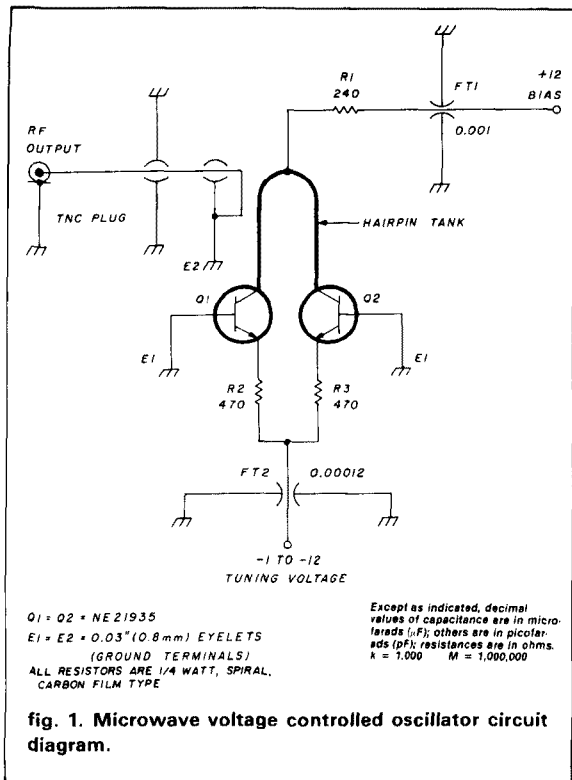 R1
240
FT1
+12
BIAS
0.001
RF
OUTPUT
TNC PLUG
E2
HAIRPIN TANK
Q1
Q2
E1
E1
R2
470
R3
470
FT2
0.00012
-1 TO -12
TUNING VOLTAGE
Q1 = Q2 = NE21935
E1 = E2 = 0.03" (0.8mm) EYELETS
(GROUND TERMINALS)
ALL RESISTORS ARE 1/4 WATT, SPIRAL,
CARBON FILM TYPE
Except as indicated, decimal
values of capacitance are in micro-
farads (µF); others are in picofar-
ads (pF); resistances are in ohms.
k = 1,000 M = 1,000,000
fig. 1. Microwave voltage controlled oscillator circuit
diagram.